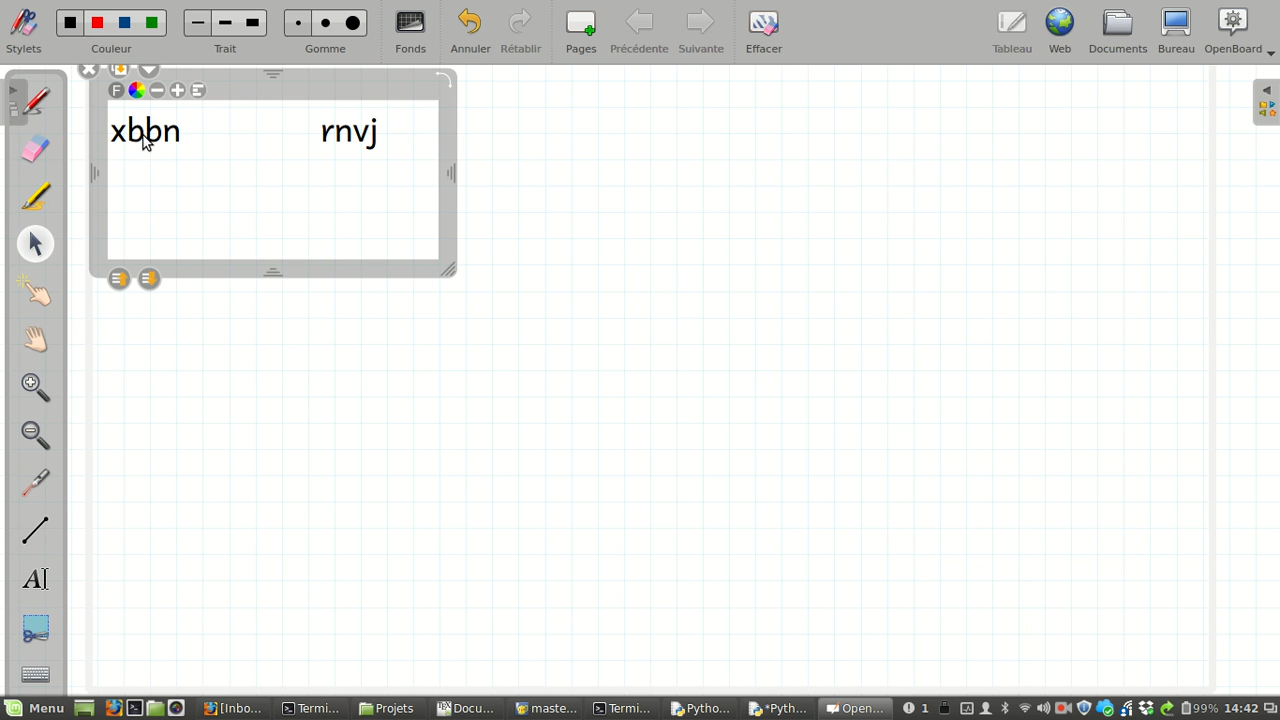 Stylets Couleur Trait Gomme Fonds Annuler Rétablir Pages Précédente Suivante Effacer Tableau Web Documents Bureau OpenBoard
F
xbbn rnvj
A
Menu [Inbo... Termi... Projets Docu... maste... Termi... Pytho... *Pyth... Open... 1 99% 14:42